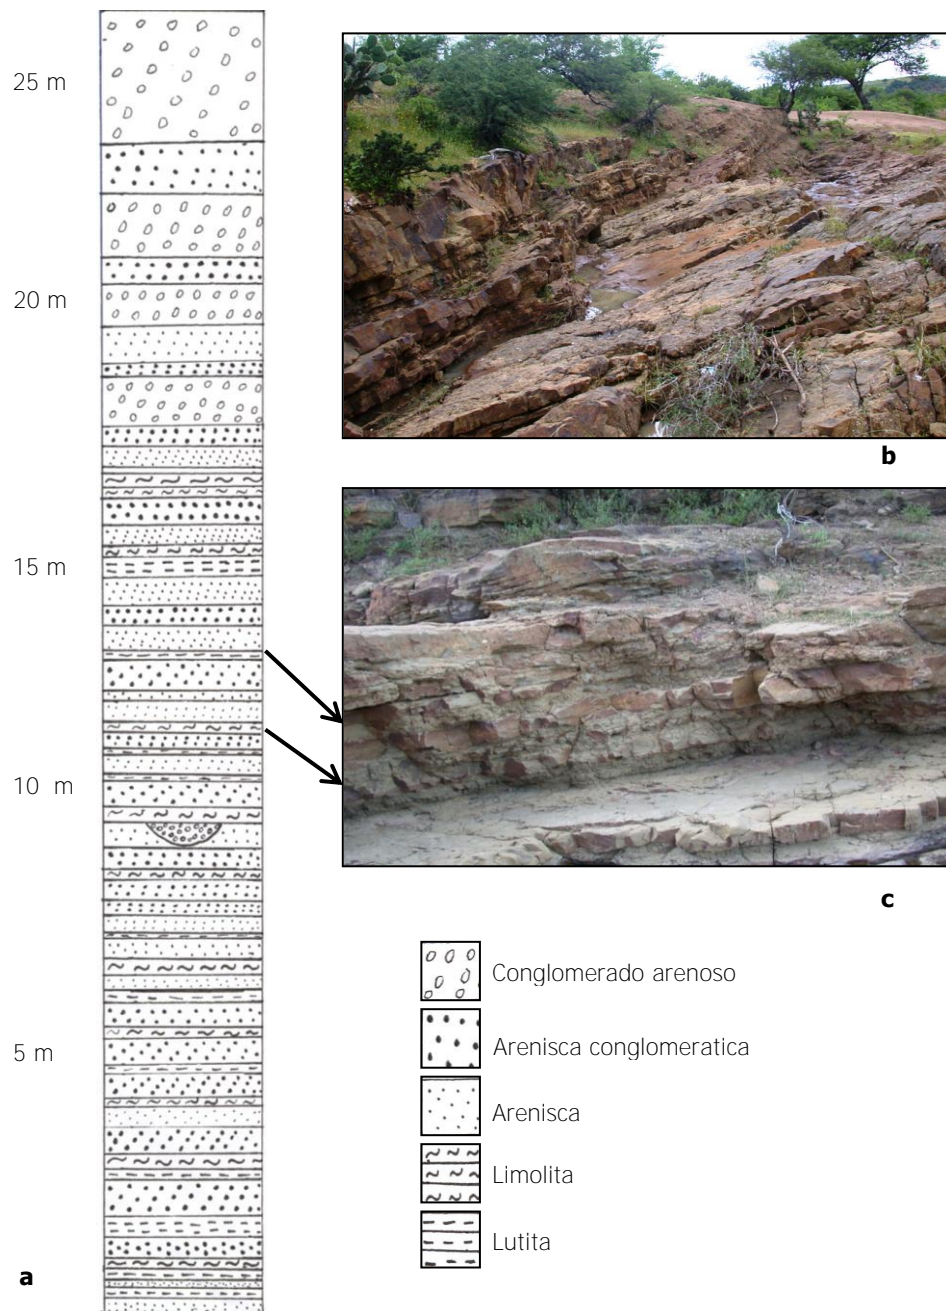 25 m
20 m
15 m
10 m
5 m
a
b
c
Conglomerado arenoso
Arenisca conglomeratica
Arenisca
Limolita
Lutita